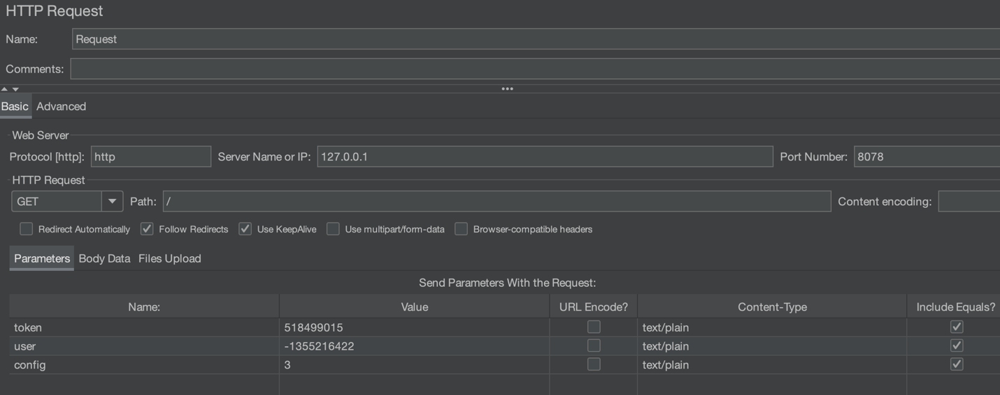 HTTP Request
Name: Request
Comments:
Basic Advanced
Web Server
Protocol [http]: http Server Name or IP: 127.0.0.1 Port Number: 8078
HTTP Request
GET Path: / Content encoding:
Redirect Automatically Follow Redirects Use KeepAlive Use multipart/form-data Browser-compatible headers
Parameters Body Data Files Upload
Send Parameters With the Request:
Name: Value URL Encode? Content-Type Include Equals?
token 518499015 text/plain
user -1355216422 text/plain
config 3 text/plain